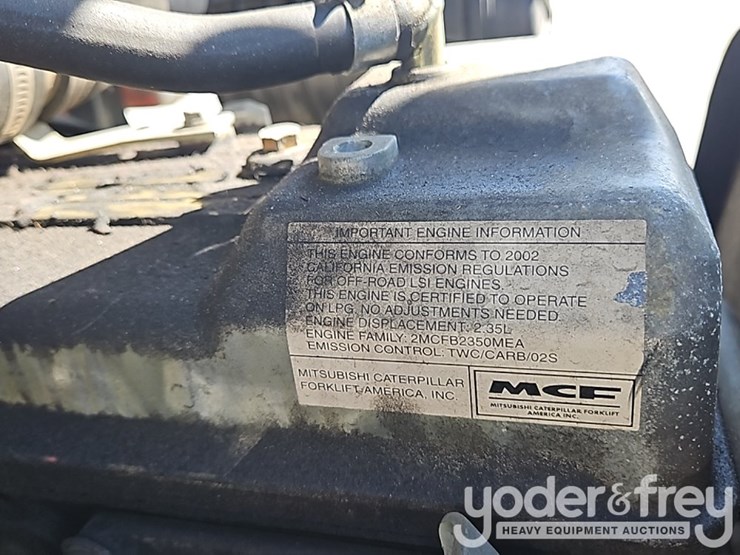 IMPORTANT ENGINE INFORMATION
THIS ENGINE CONFORMS TO 2002
CALIFORNIA EMISSION REGULATIONS
FOR OFF-ROAD LSI ENGINES.
THIS ENGINE IS CERTIFIED TO OPERATE
ON LPG. NO ADJUSTMENTS NEEDED.
ENGINE DISPLACEMENT: 2.35L
ENGINE FAMILY: 2MCFB2350MEA
EMISSION CONTROL: TWC/CARB/02S
MITSUBISHI CATERPILLAR
FORKLIFT AMERICA, INC.
MCF
MITSUBISHI CATERPILLAR FORKLIFT
AMERICA INC.
yoder&frey
HEAVY EQUIPMENT AUCTIONS